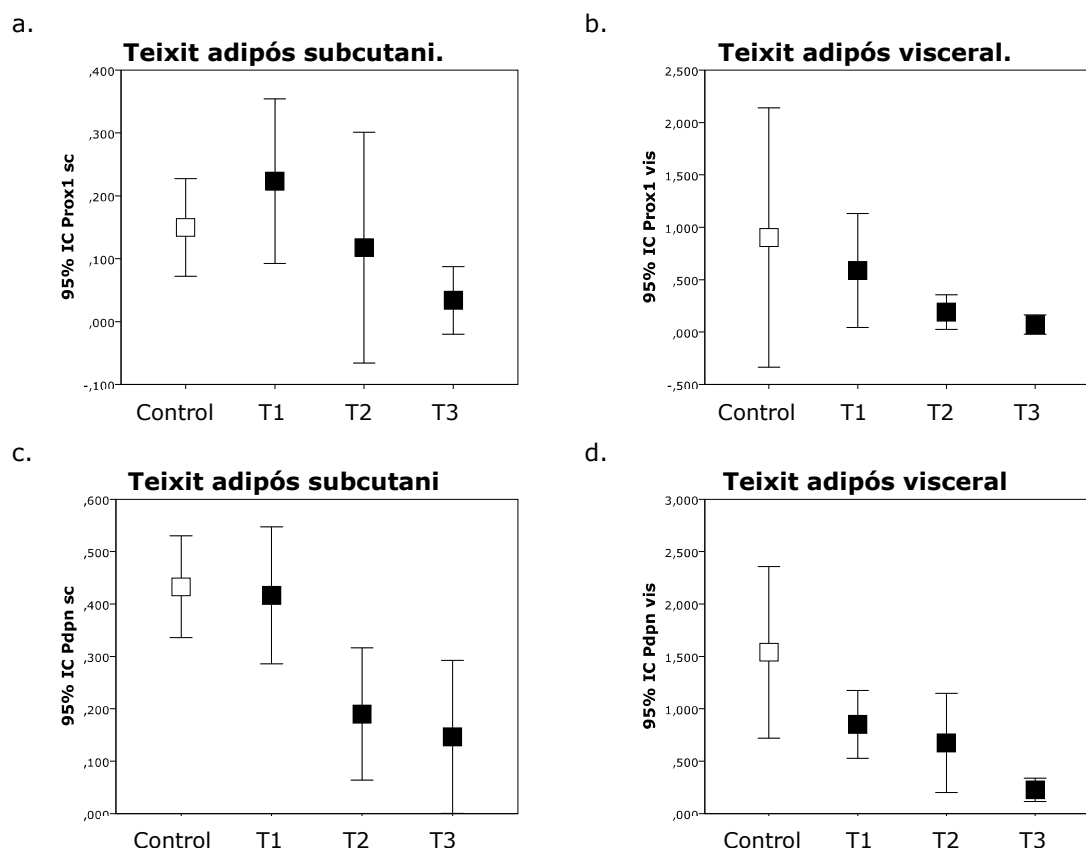 a.
Teixit adipós subcutani.
,400
,300
,200
,100
,000
-,100
95% IC Prox1 sc
Control T1 T2 T3
b.
Teixit adipós visceral.
2,500
2,000
1,500
1,000
,500
,000
-,500
95% IC Prox1 vis
Control T1 T2 T3
c.
Teixit adipós subcutani
,600
,500
,400
,300
,200
,100
,000
95% IC Pdpn sc
Control T1 T2 T3
d.
Teixit adipós visceral
3,000
2,500
2,000
1,500
1,000
,500
,000
95% IC Pdpn vis
Control T1 T2 T3